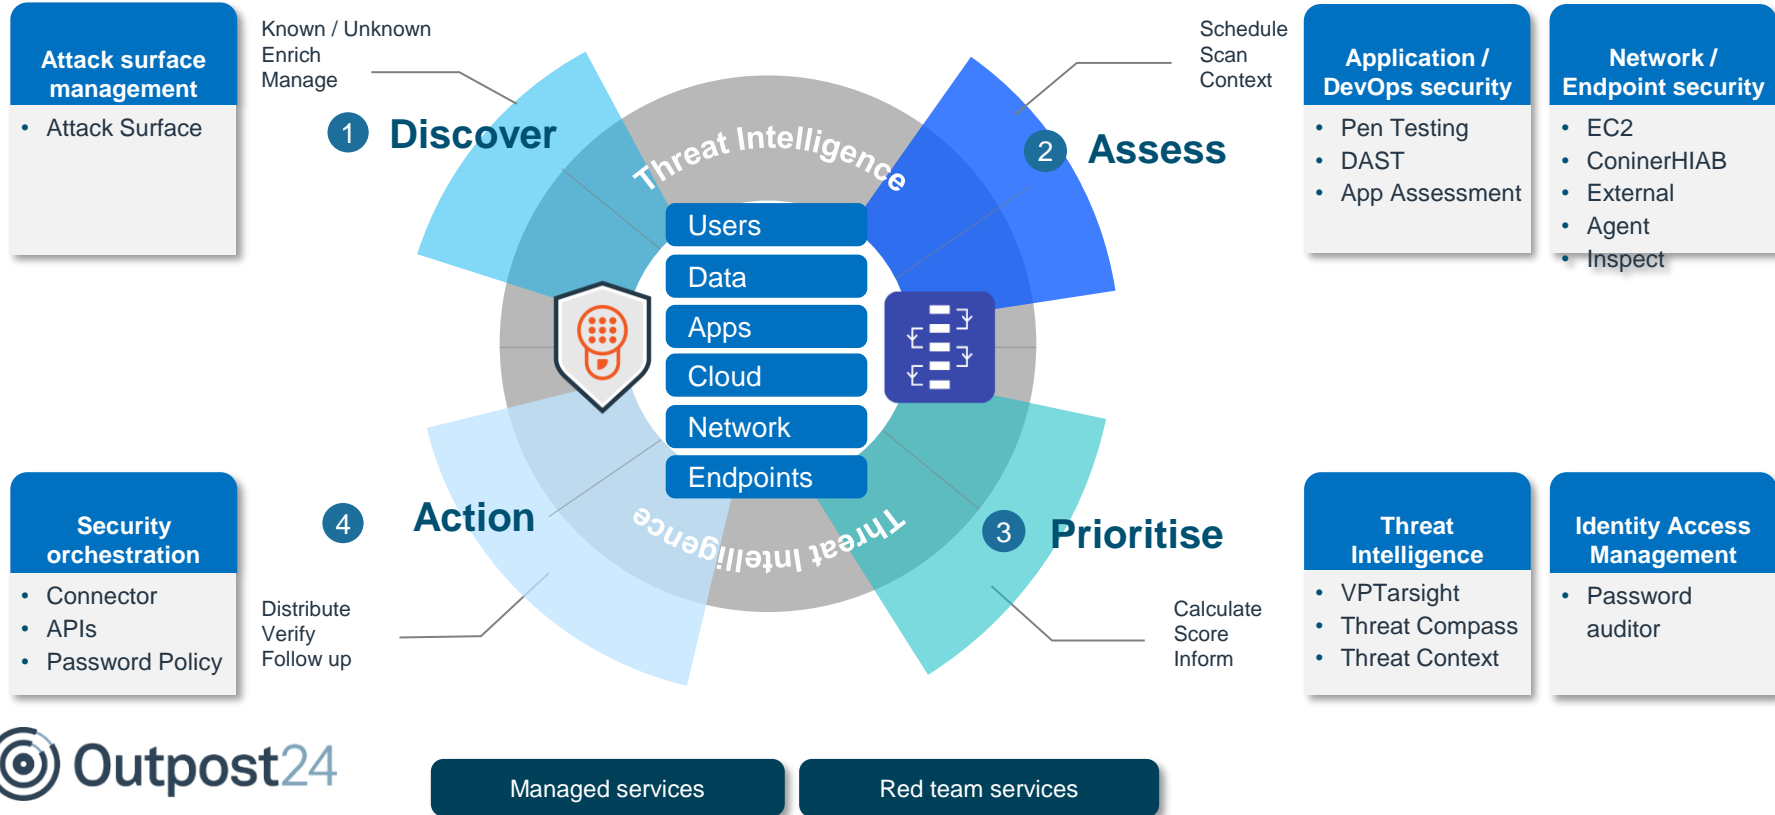 Attack surface
management
• Attack Surface
Known / Unknown
Enrich
Manage
1 Discover
Threat Intelligence
Schedule
Scan
Context
2 Assess
Application /
DevOps security
• Pen Testing
• DAST
• App Assessment
Network /
Endpoint security
• EC2
• ConinerHIAB
• External
• Agent
• Inspect
Users
Data
Apps
Cloud
Network
Endpoints
Security
orchestration
• Connector
• APIs
• Password Policy
4 Action
Distribute
Verify
Follow up
Threat Intelligence
3 Prioritise
Calculate
Score
Inform
Threat
Intelligence
• VPTarsight
• Threat Compass
• Threat Context
Identity Access
Management
• Password
auditor
Outpost24
Managed services
Red team services